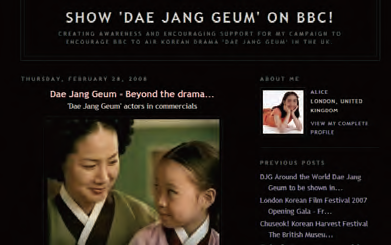 SHOW 'DAE JANG GEUM' ON BBC!
CREATING AWARENESS AND ENCOURAGING SUPPORT FOR MY CAMPAIGN TO
ENCOURAGE BBC TO AIR KOREAN DRAMA 'DAE JANG GEUM' IN THE UK.
THURSDAY, FEBRUARY 28, 2008
Dae Jang Geum - Beyond the drama...
'Dae Jang Geum' actors in commercials
ABOUT ME
ALICE
LONDON, UNITED
KINGDOM
VIEW MY COMPLETE
PROFILE
PREVIOUS POSTS
DJG Around the World Dae Jang
Geum to be shown in...
London Korean Film Festival 2007
Opening Gala - Fr...
Chuseok! Korean Harvest Festival
The British Museu...